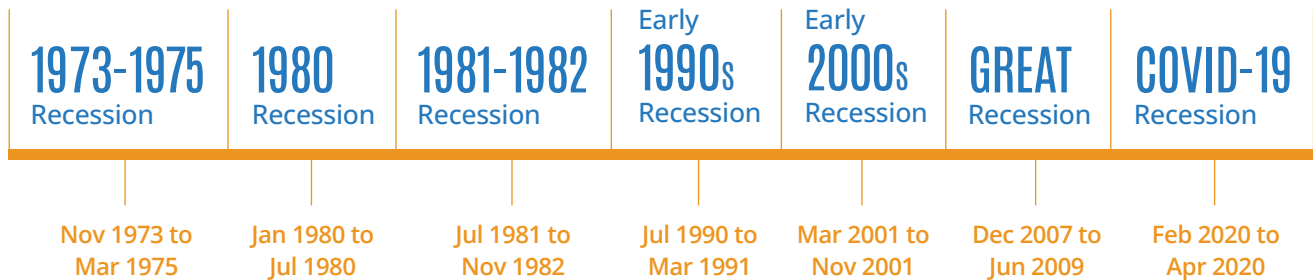 1973-1975
Recession
1980
Recession
1981-1982
Recession
Early
1990s
Recession
Early
2000s
Recession
GREAT
Recession
COVID-19
Recession
Nov 1973 to
Mar 1975
Jan 1980 to
Jul 1980
Jul 1981 to
Nov 1982
Jul 1990 to
Mar 1991
Mar 2001 to
Nov 2001
Dec 2007 to
Jun 2009
Feb 2020 to
Apr 2020